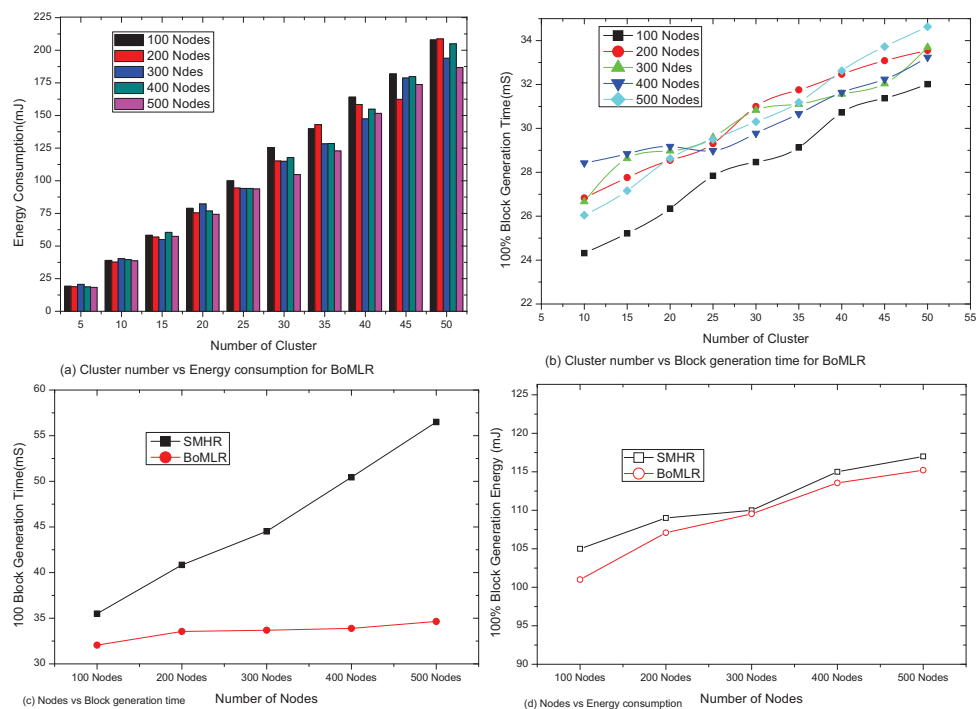 225
200
175
150
125
100
75
50
25
0
Energy Consumption(mJ)
100 Nodes
200 Nodes
300 Ndes
400 Nodes
500 Nodes
5 10 15 20 25 30 35 40 45 50
Number of Cluster
(a) Cluster number vs Energy consumption for BoMLR
34
32
30
28
26
24
22
100% Block Generation Time(mS)
100 Nodes
200 Nodes
300 Ndes
400 Nodes
500 Nodes
5 10 15 20 25 30 35 40 45 50 55
Number of Cluster
(b) Cluster number vs Block generation time for BoMLR
60
55
50
45
40
35
30
100 Block Generation Time(mS)
SMHR
BoMLR
100 Nodes 200 Nodes 300 Nodes 400 Nodes 500 Nodes
Number of Nodes
(c) Nodes vs Block generation time
125
120
115
110
105
100
95
90
100% Block Generation Energy (mJ)
SMHR
BoMLR
100 Nodes 200 Nodes 300 Nodes 400 Nodes 500 Nodes
Number of Nodes
(d) Nodes vs Energy consumption